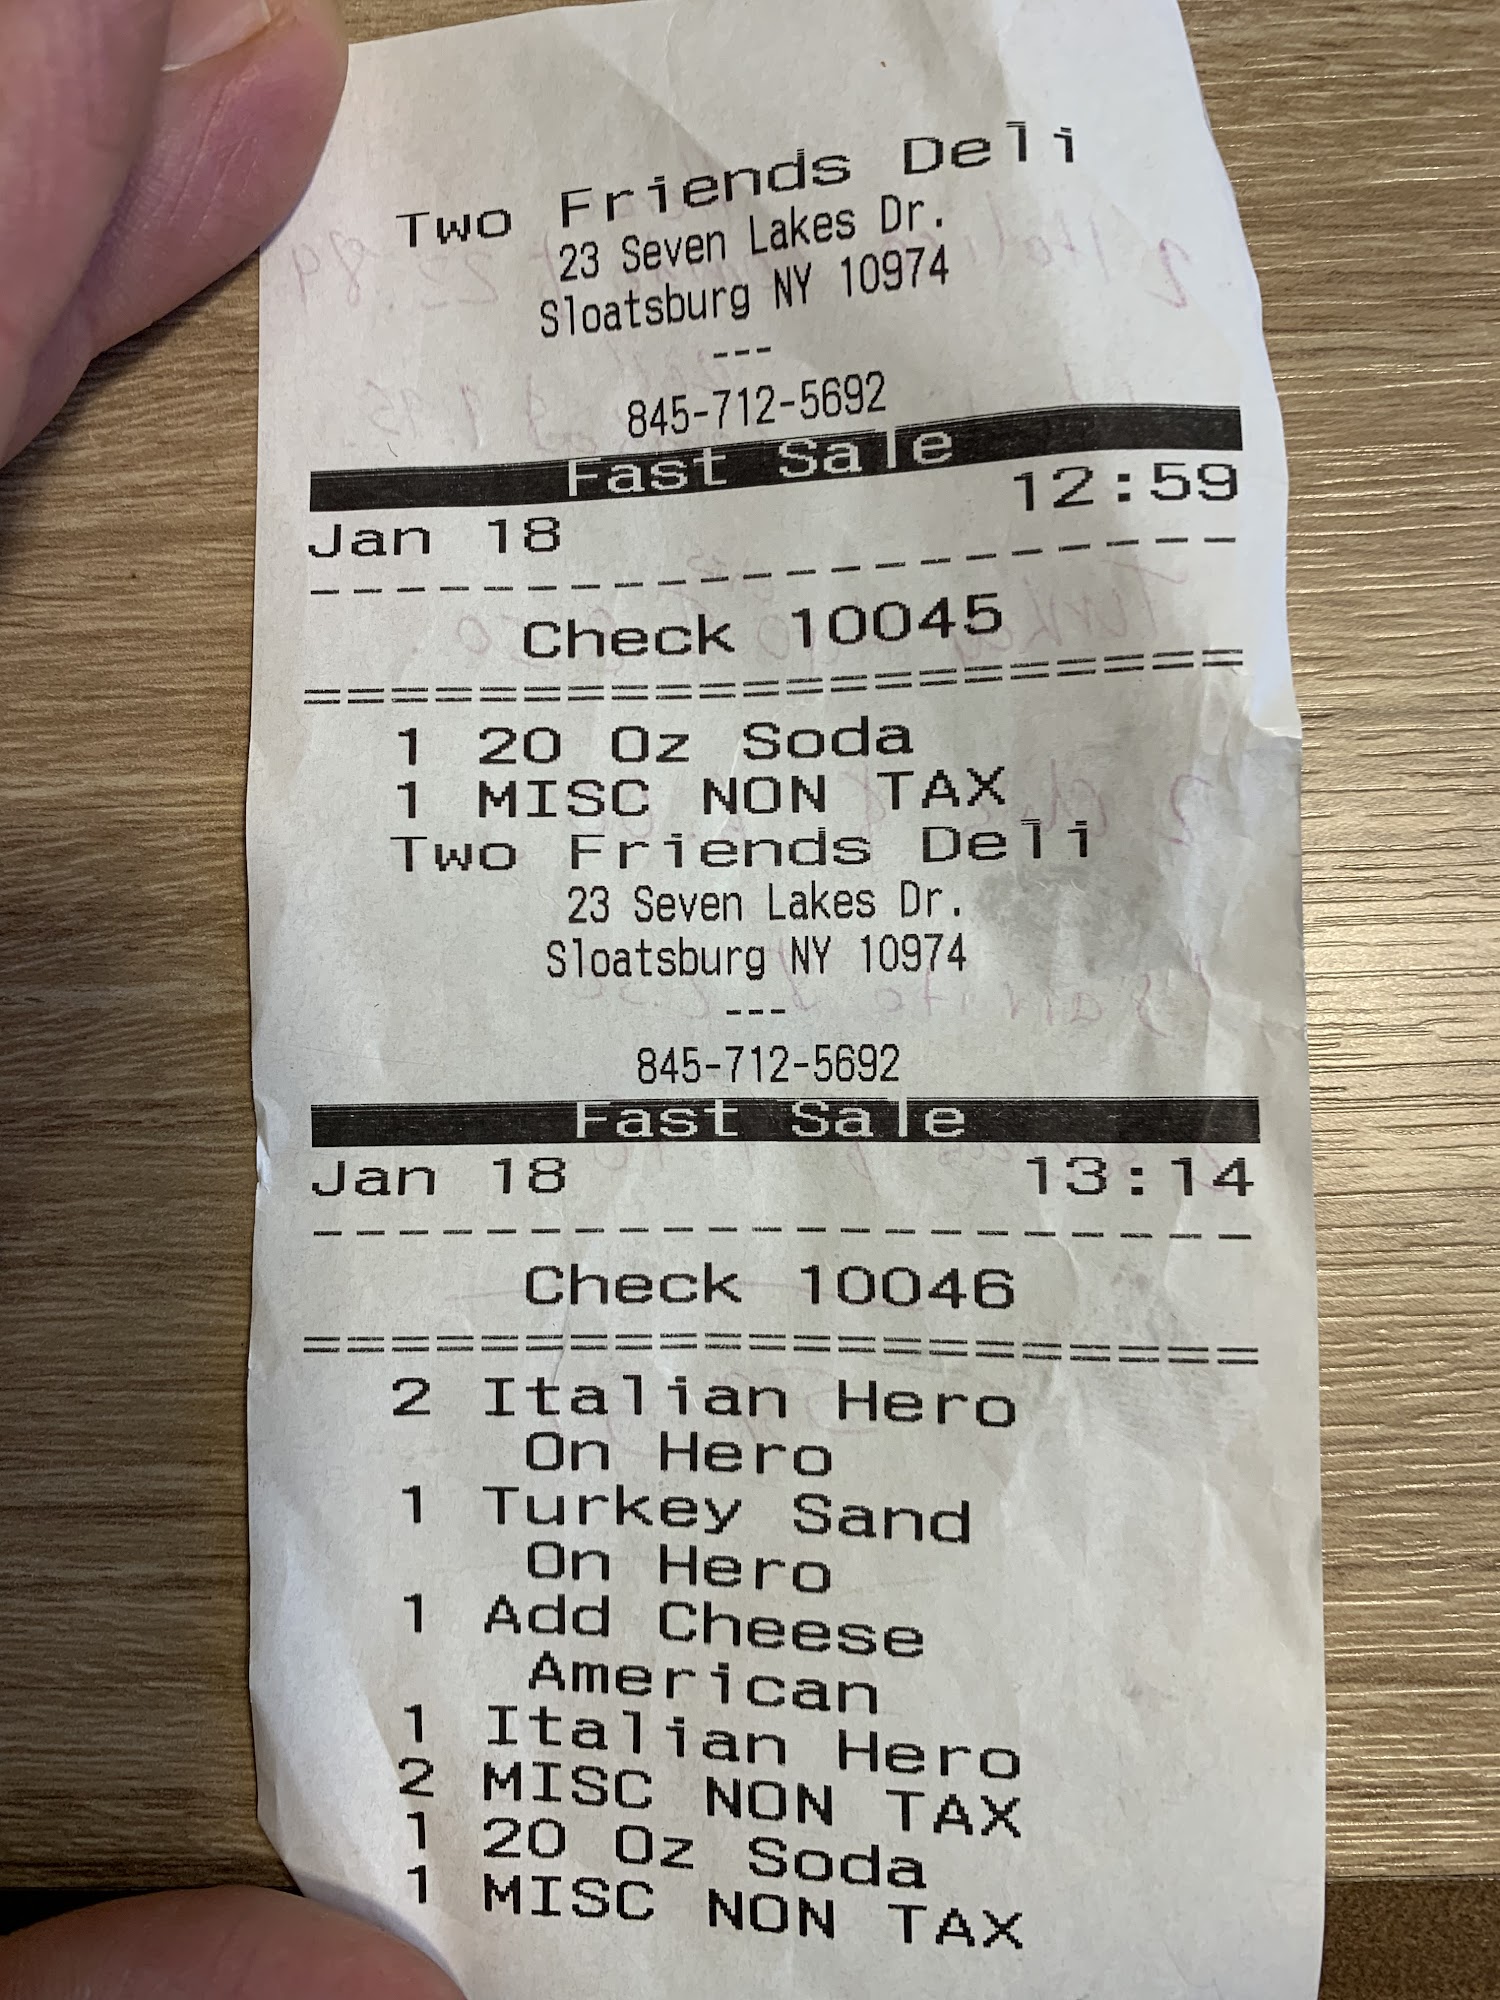 Two Friends Deli
23 Seven Lakes Dr.
Sloatsburg NY 10974
---
845-712-5692
Fast Sale
Jan 18 12:59
Check 10045
1 20 Oz Soda
1 MISC NON TAX
Two Friends Deli
23 Seven Lakes Dr.
Sloatsburg NY 10974
---
845-712-5692
Fast Sale
Jan 18 13:14
Check 10046
2 Italian Hero
On Hero
1 Turkey Sand
On Hero
1 Add Cheese
American
1 Italian Hero
2 MISC NON TAX
1 20 Oz Soda
1 MISC NON TAX